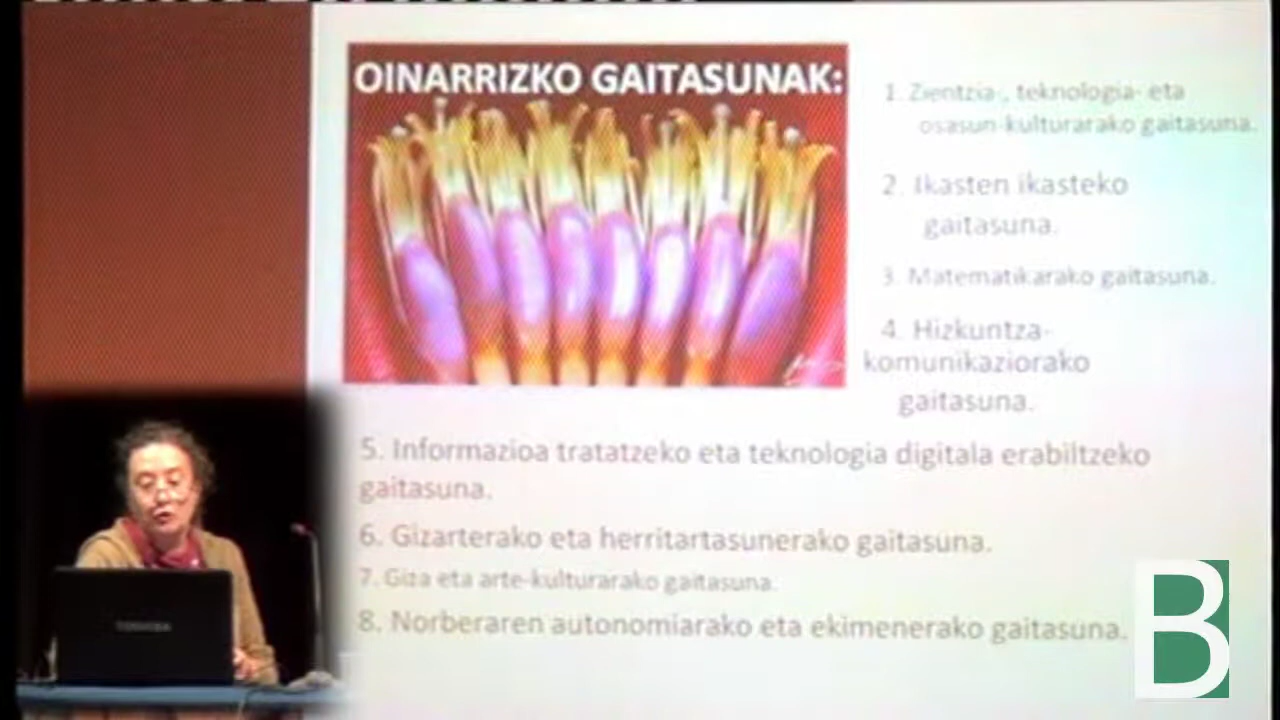 OINARRIZKO GAITASUNAK:
1. Zientzia-, teknologia- eta
osasun-kulturarako gaitasuna.
2. Ikasten ikasteko
gaitasuna.
3. Matematikarako gaitasuna.
4. Hizkuntza-
komunikaziorako
gaitasuna.
5. Informazioa tratatzeko eta teknologia digitala erabiltzeko
gaitasuna.
6. Gizarterako eta herritartasunerako gaitasuna.
7. Giza eta arte-kulturarako gaitasuna.
8. Norberaren autonomiarako eta ekimenerako gaitasuna.
TOSHIBA
B